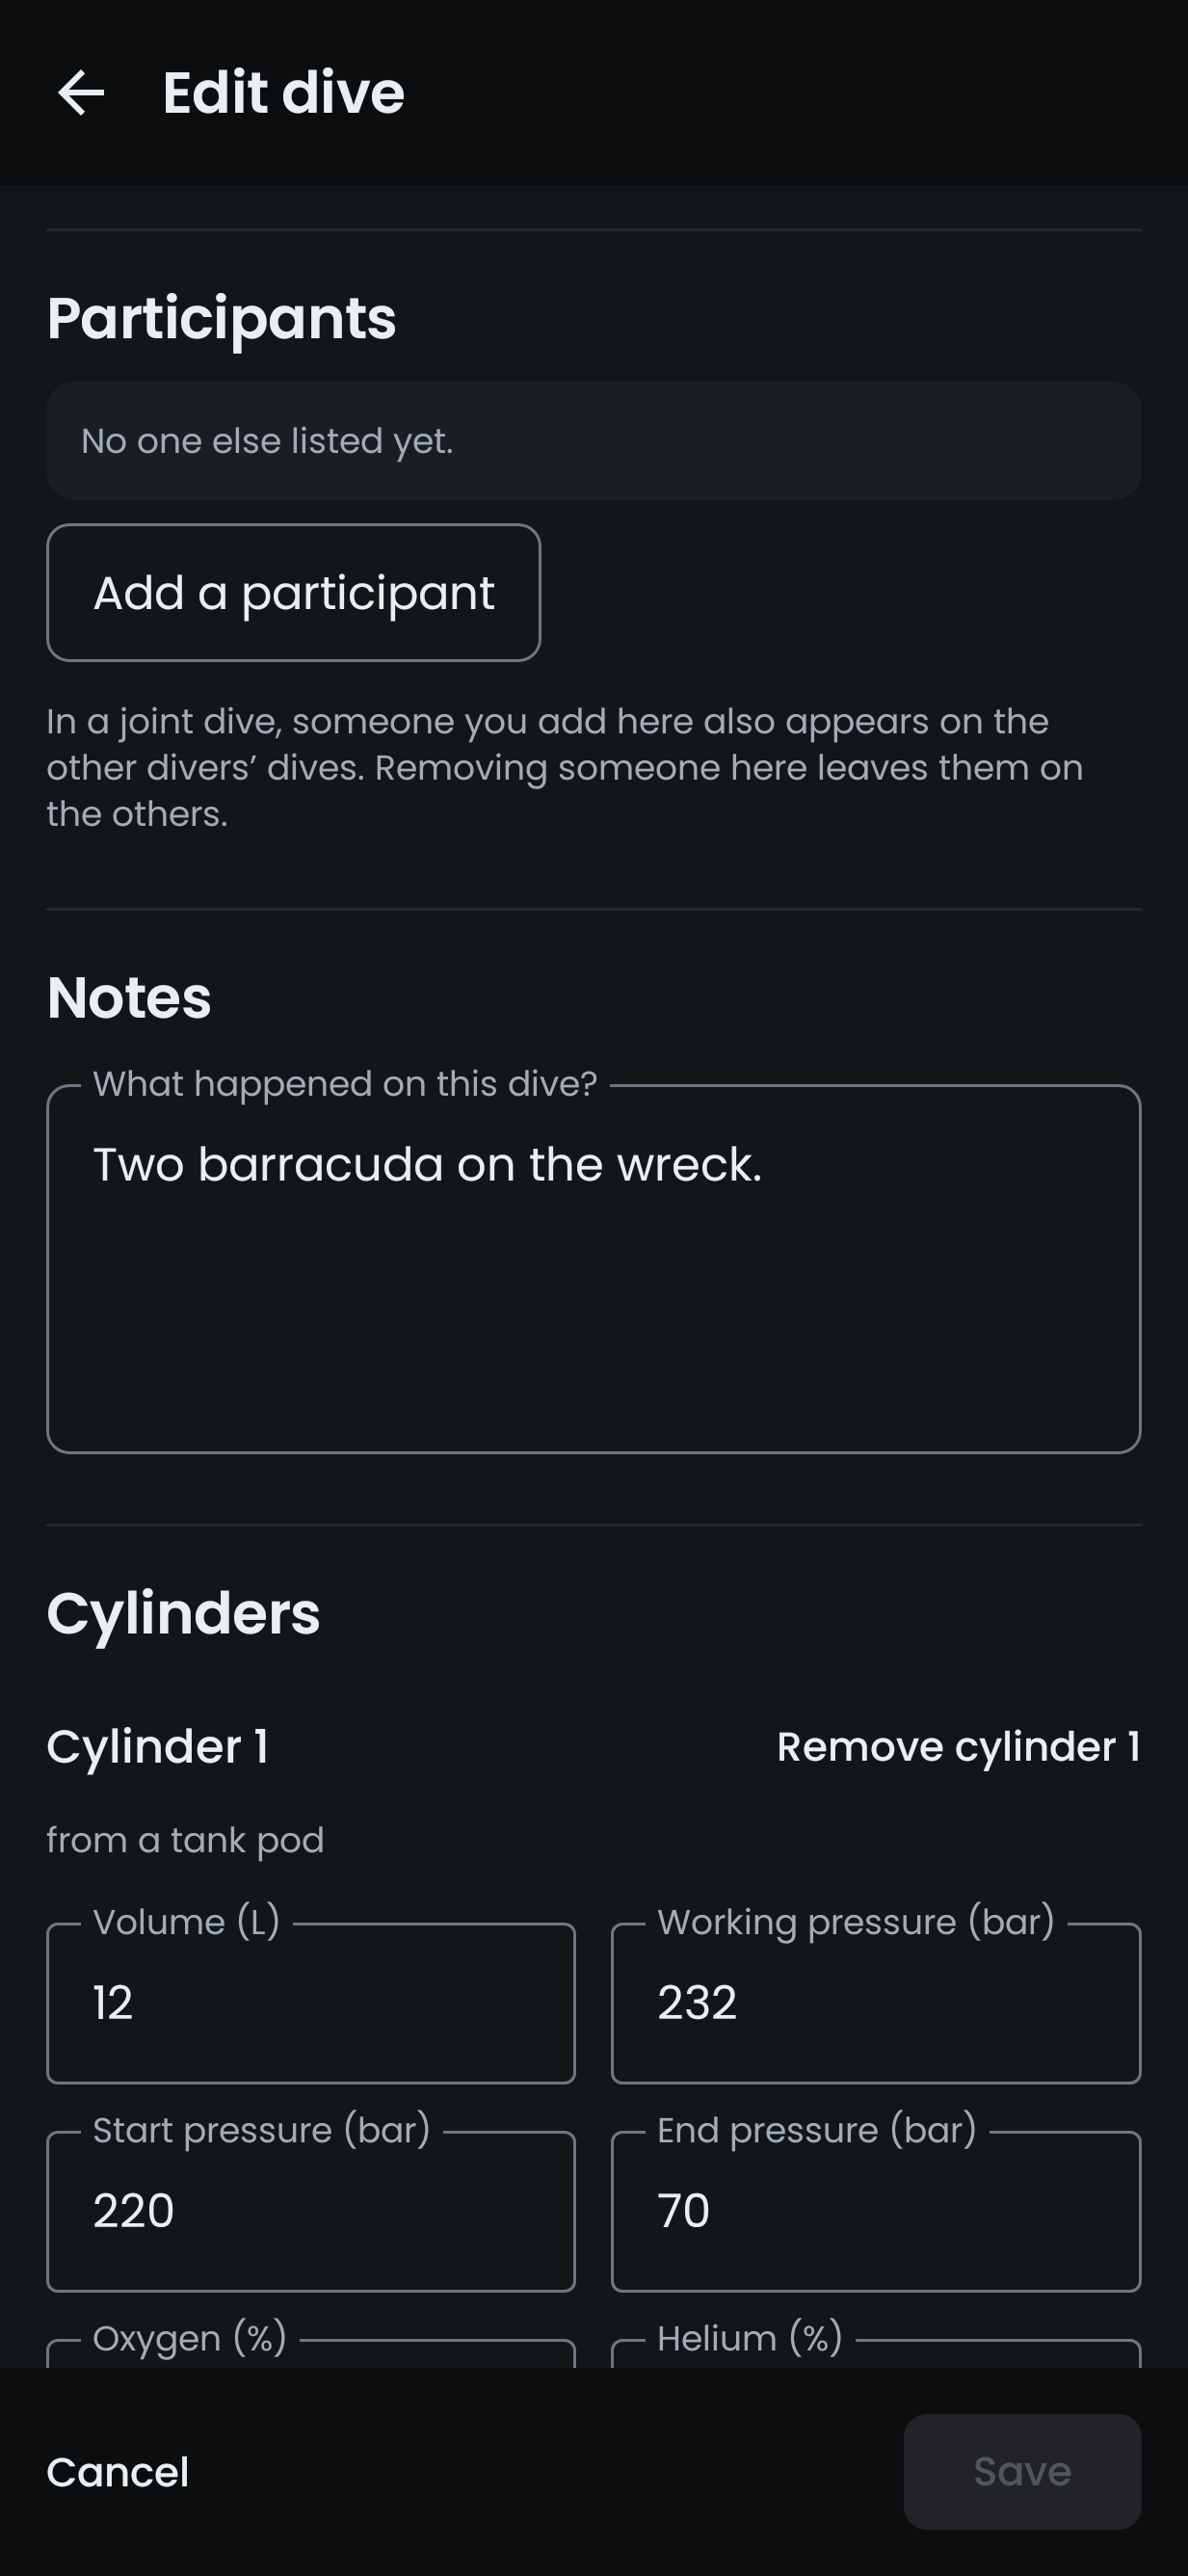 Edit dive
Participants
No one else listed yet.
Add a participant
In a joint dive, someone you add here also appears on the
other divers’ dives. Removing someone here leaves them on
the others.
Notes
What happened on this dive?
Two barracuda on the wreck.
Cylinders
Cylinder 1
Remove cylinder 1
from a tank pod
Volume (L)
12
Working pressure (bar)
232
Start pressure (bar)
220
End pressure (bar)
70
Oxygen (%)
Helium (%)
Cancel
Save